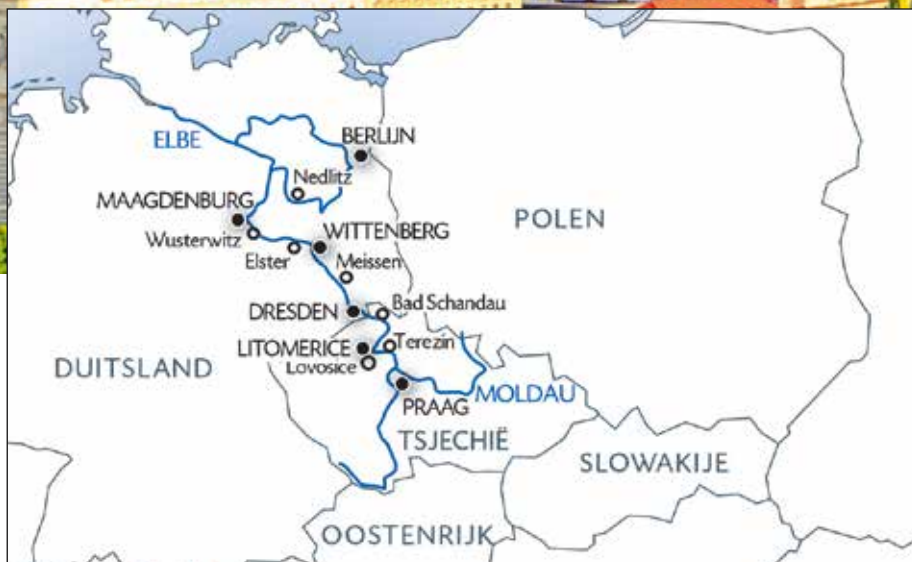 ELBE
BERLIJN
Nedlitz
MAAGDENBURG
Wusterwitz
WITTENBERG
Elster
Meissen
POLEN
DRESDEN
Bad Schandau
LITOMERICE
Terezin
Lovosice
DUITSLAND
MOLDAU
PRAAG
TSJECHIË
SLOWAKIJE
OOSTENRIJK